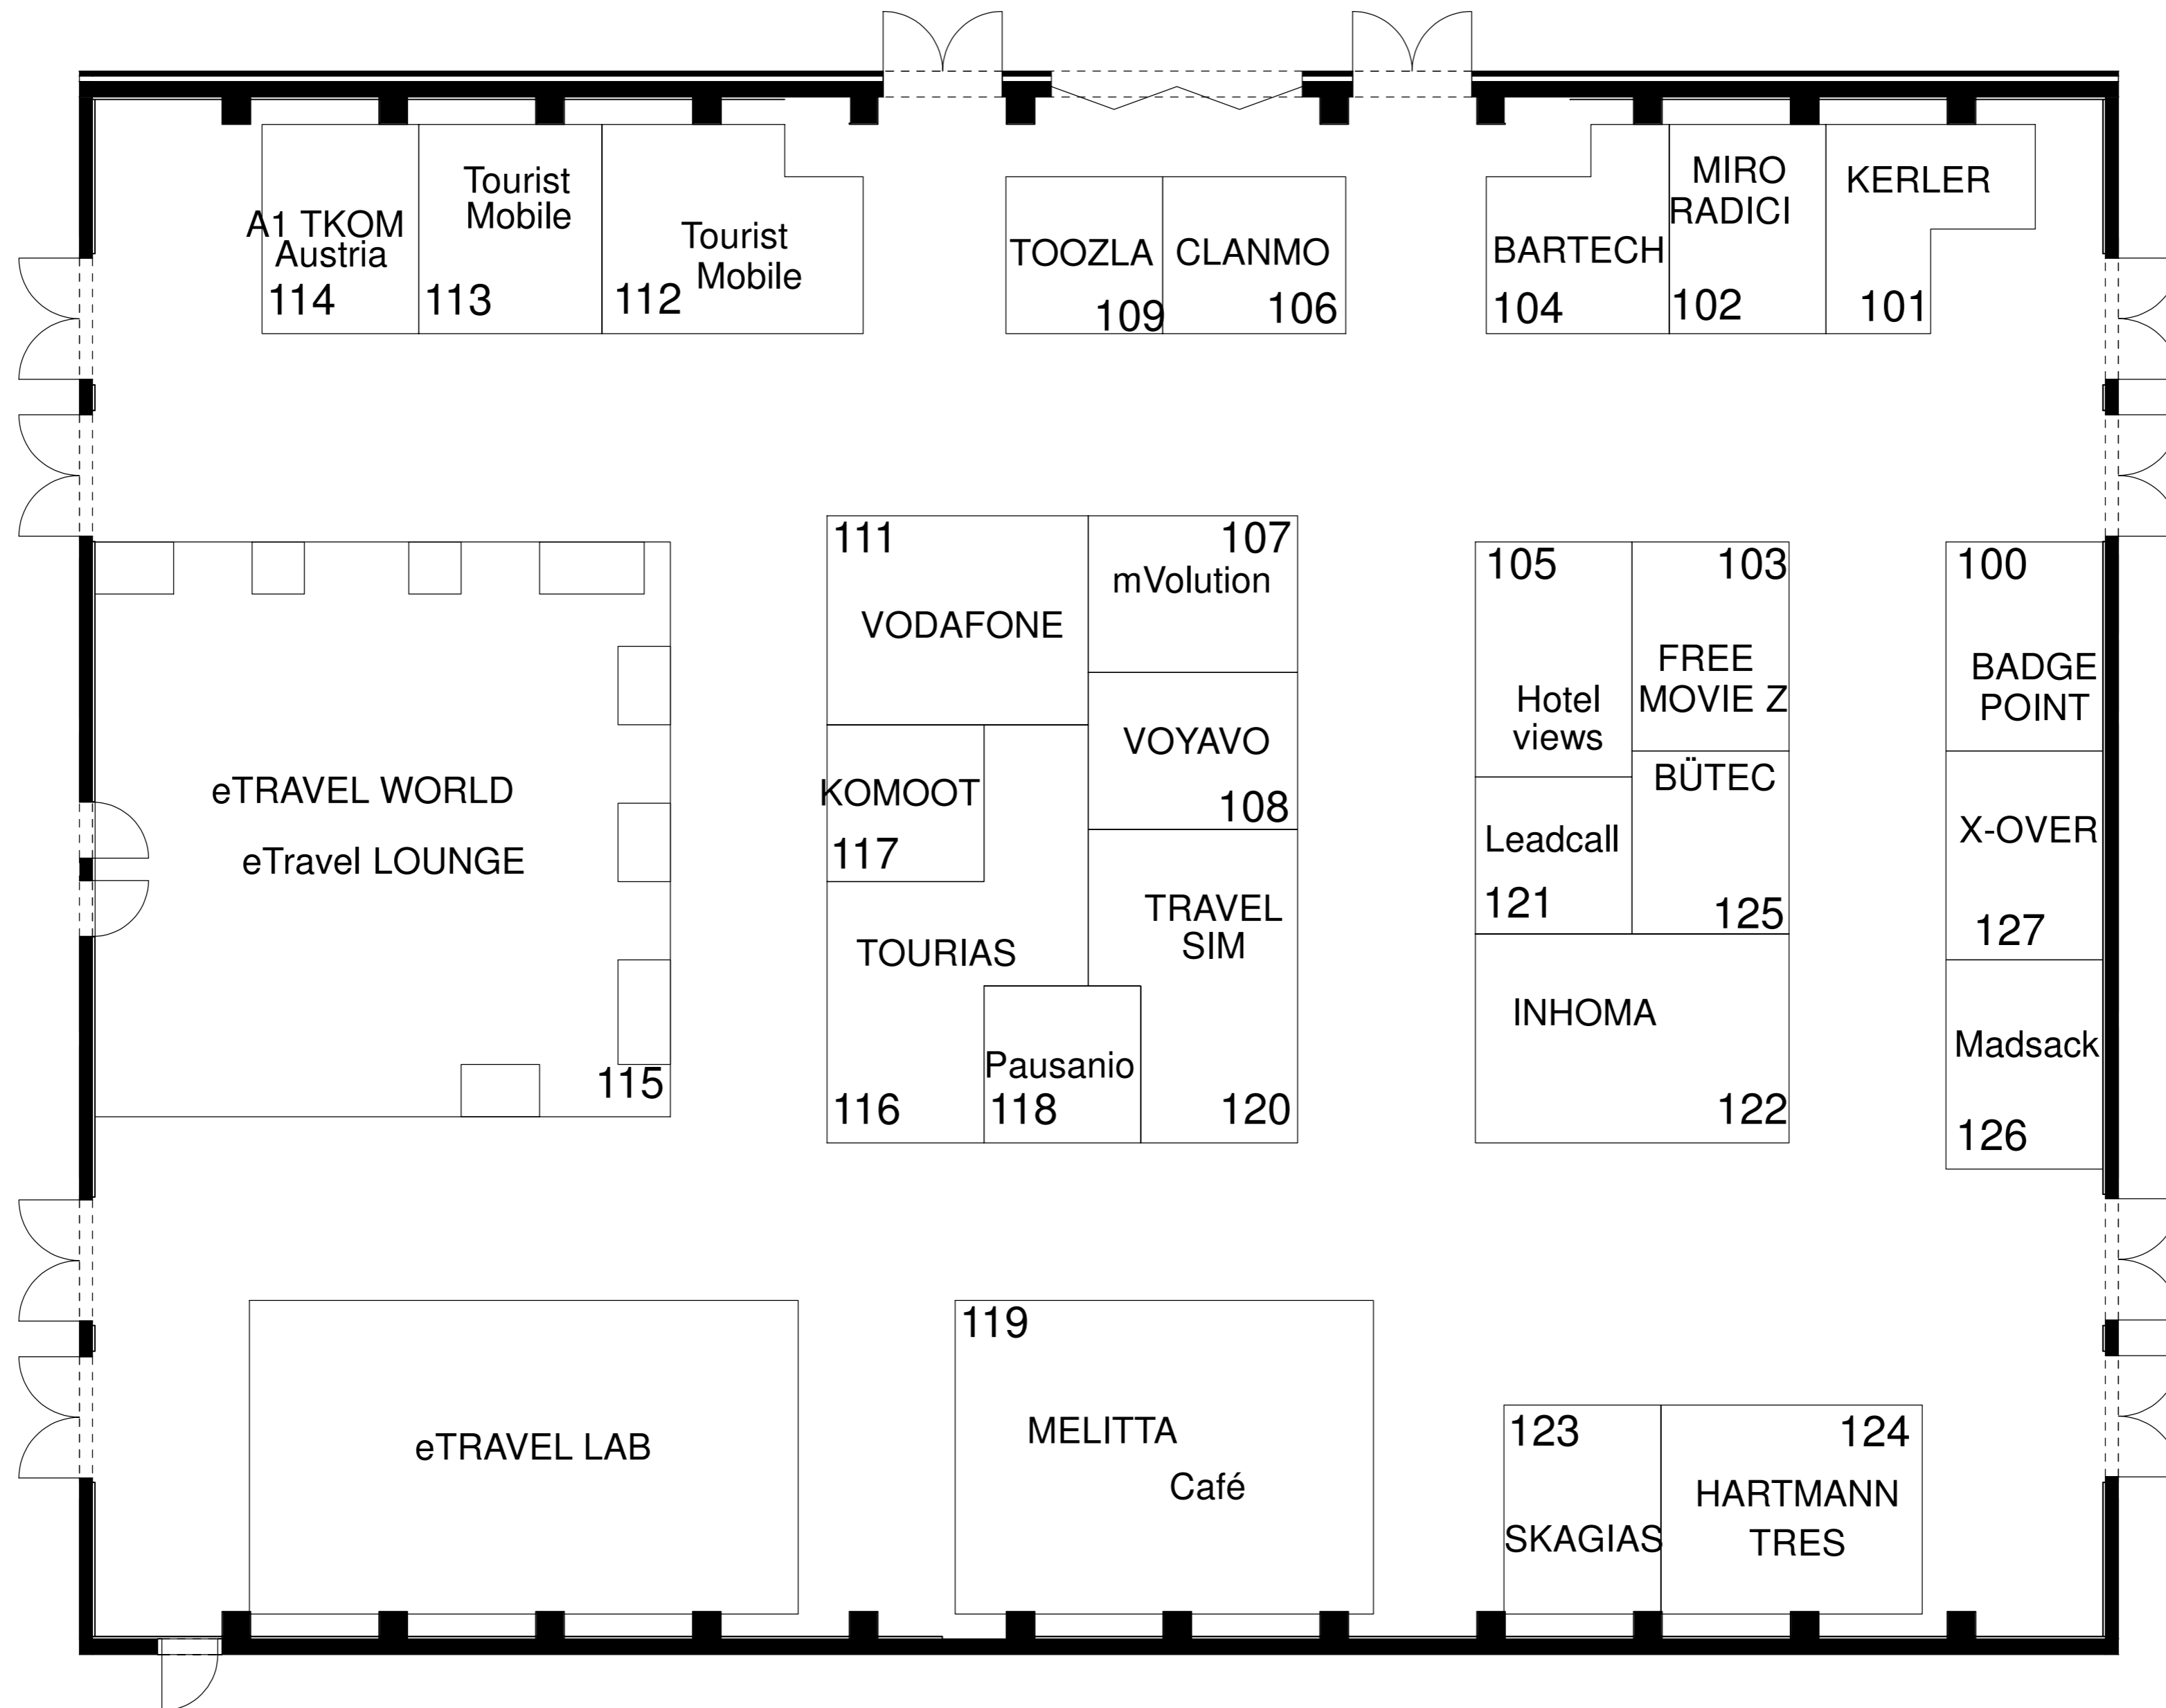 A1 TKOM
Austria
114
Tourist
Mobile
113
Tourist
Mobile
112
TOOZLA
109
CLANMO
106
BARTECH
104
MIRO
RADICI
102
KERLER
101
eTRAVEL WORLD
eTravel LOUNGE
115
111
VODAFONE
107
mVolution
VOYAVO
108
KOMOOT
117
TOURIAS
116
Pausanio
118
TRAVEL
SIM
120
105
Hotel
views
103
FREE
MOVIE Z
Leadcall
121
BÜTEC
125
INHOMA
122
100
BADGE
POINT
X-OVER
127
Madsack
126
eTRAVEL LAB
119
MELITTA
Café
123
SKAGIAS
124
HARTMANN
TRES